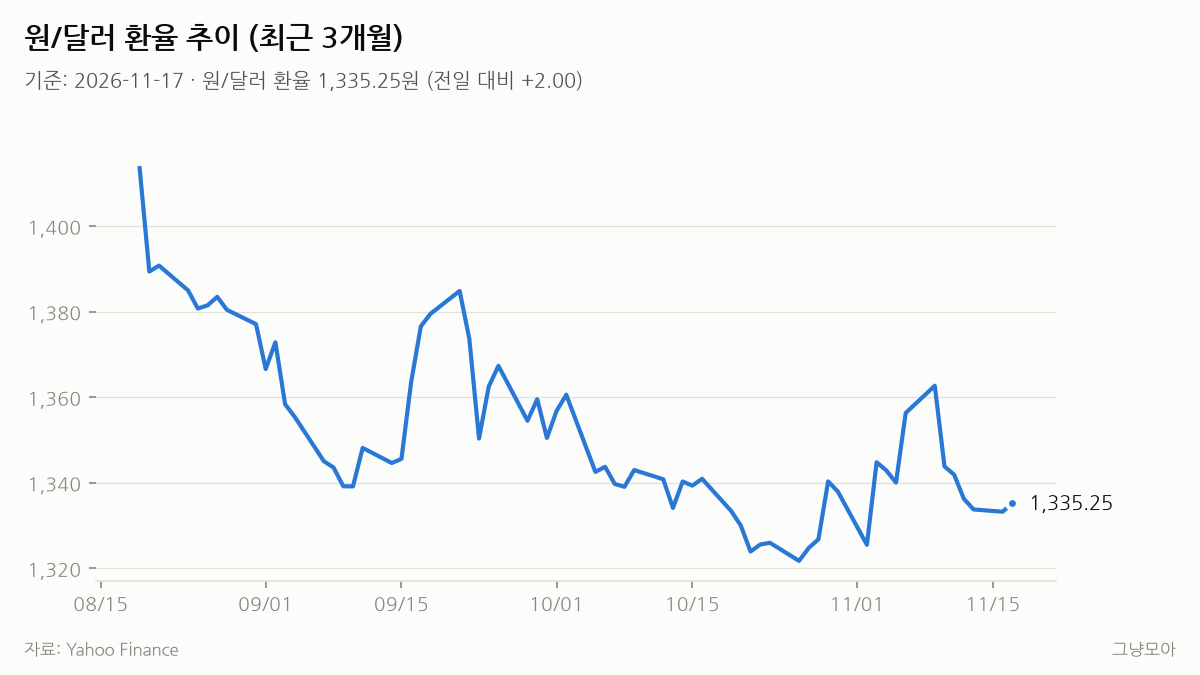 원/달러 환율 추이 (최근 3개월)
기준: 2026-11-17 · 원/달러 환율 1,335.25원 (전일 대비 +2.00)
1,400
1,380
1,360
1,340
1,320
1,335.25
08/15 09/01 09/15 10/01 10/15 11/01 11/15
자료: Yahoo Finance
그냥모아